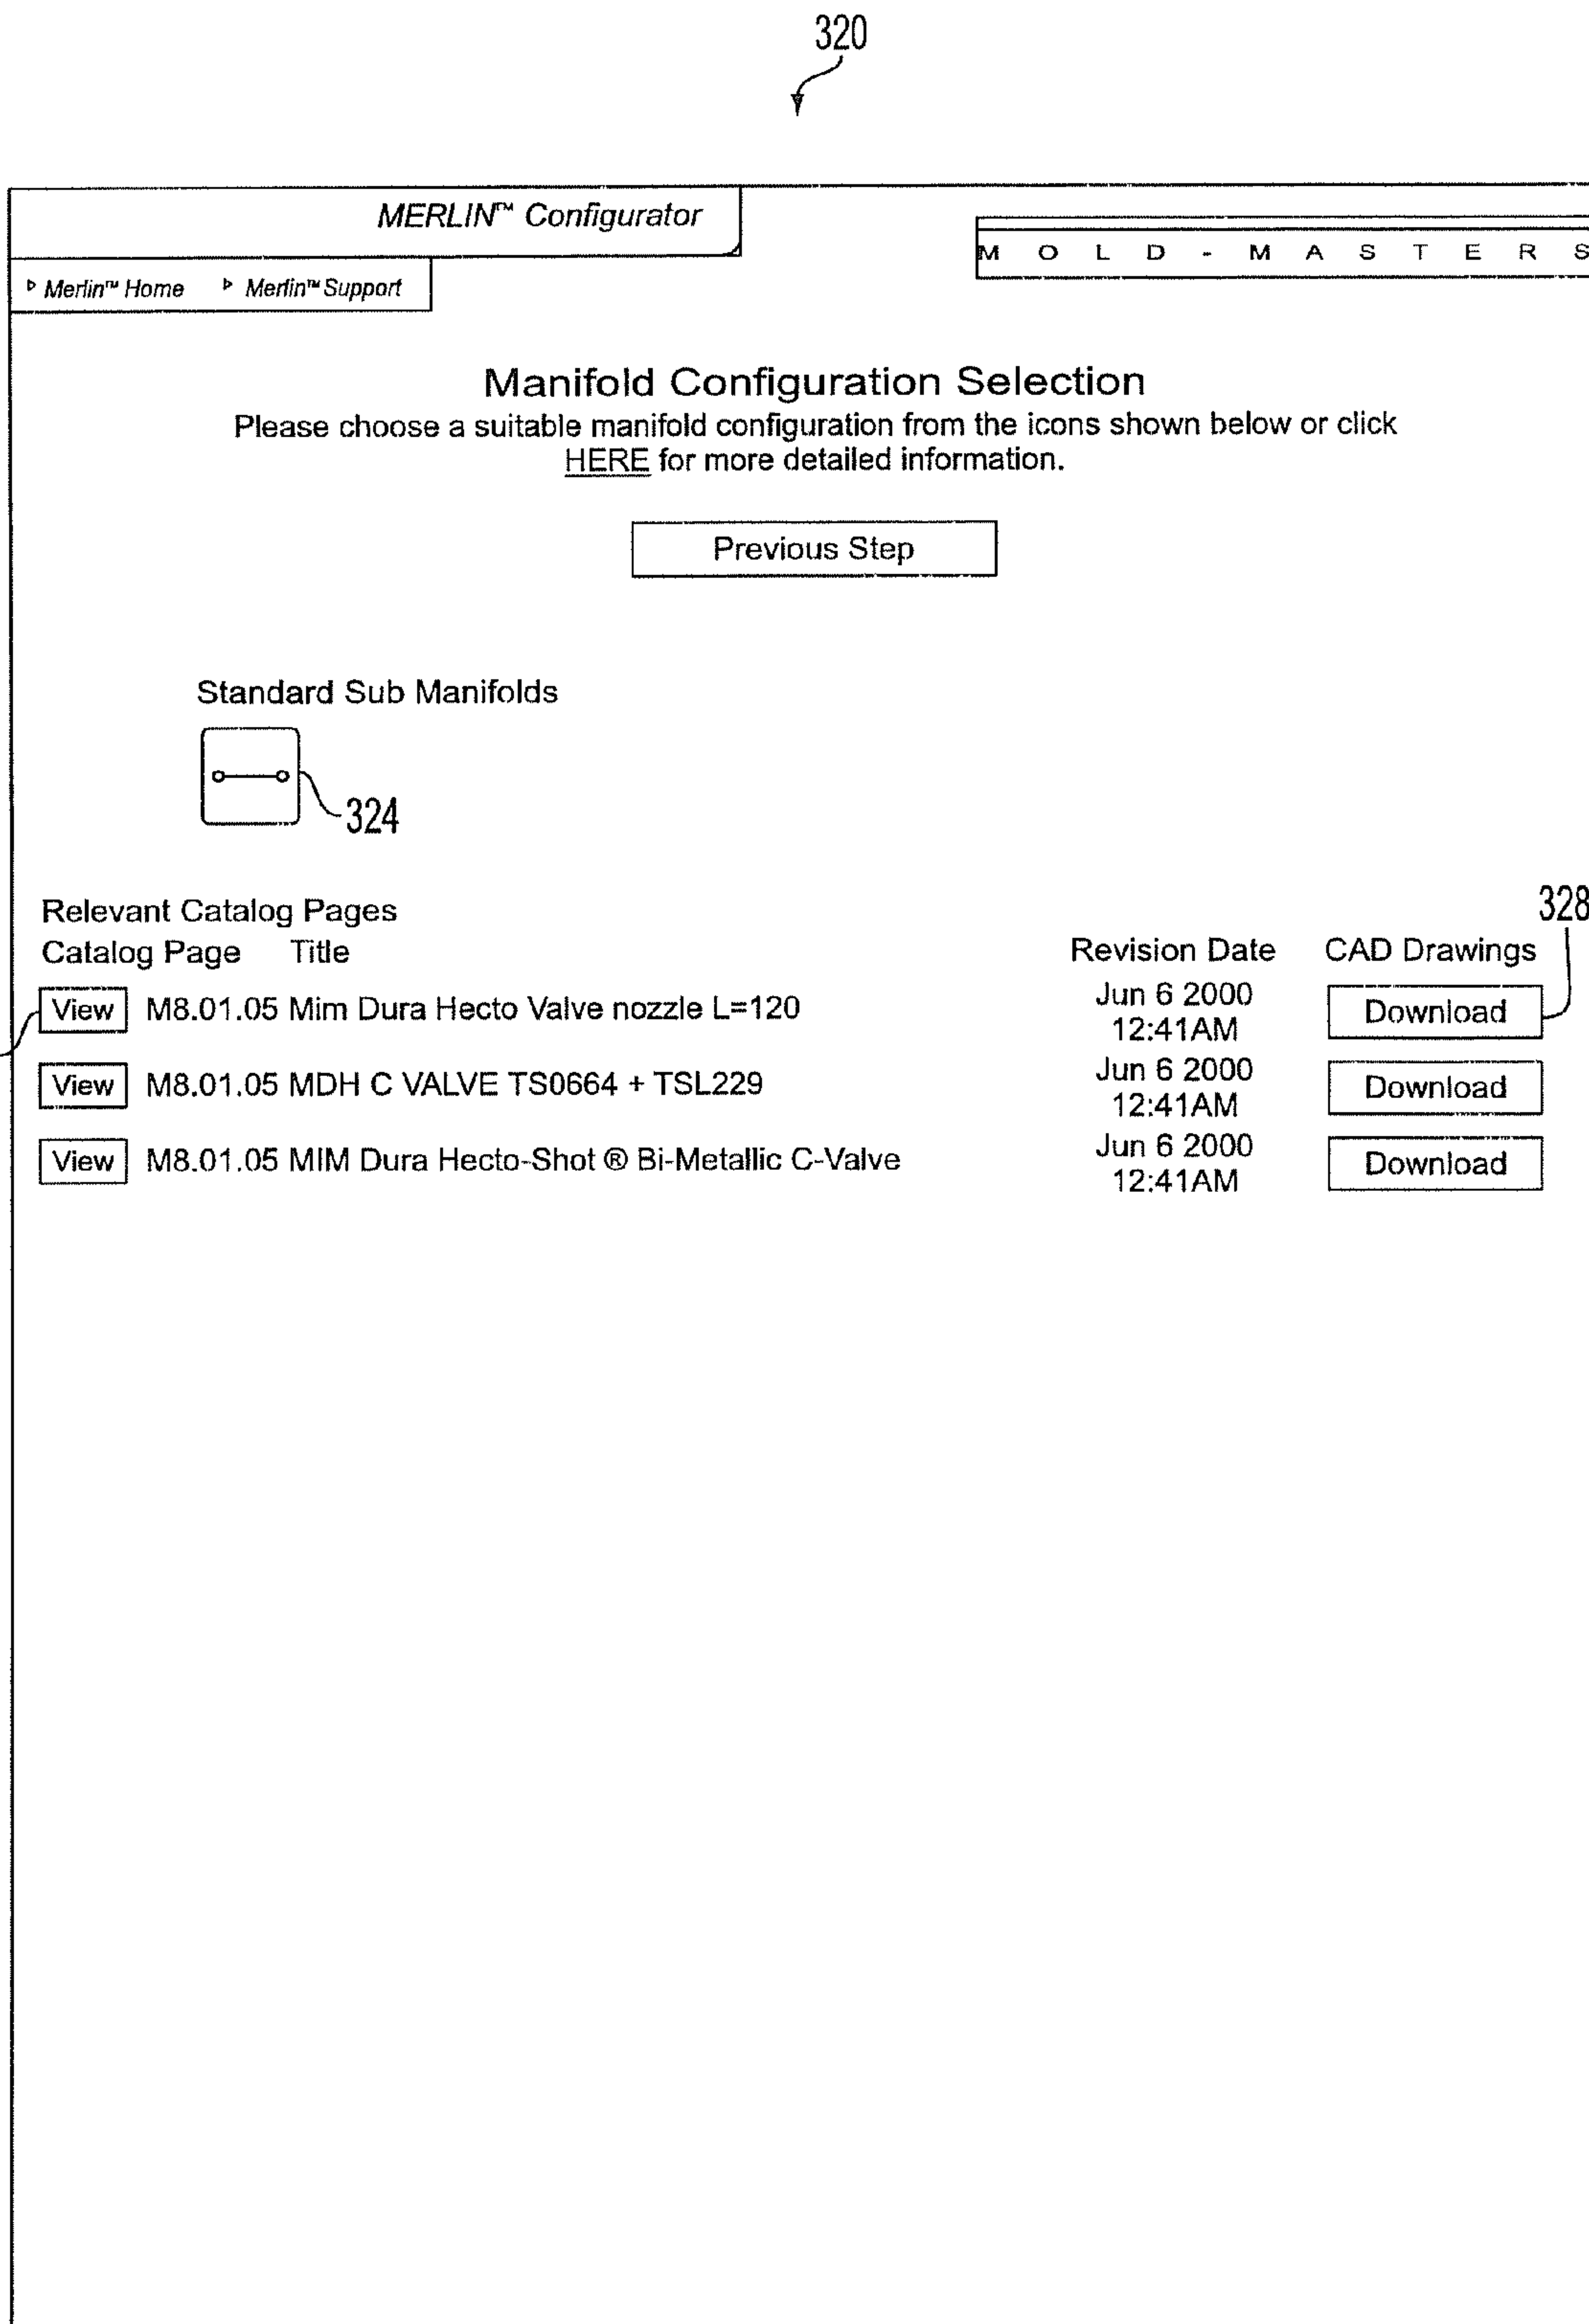 320
MERLIN™ Configurator
MOLD-MASTERS
Merlin™ Home Merlin™ Support
Manifold Configuration Selection
Please choose a suitable manifold configuration from the icons shown below or click
HERE for more detailed information.
Previous Step
Standard Sub Manifolds
324
Relevant Catalog Pages
328
Catalog Page Title Revision Date CAD Drawings
View M8.01.05 Mim Dura Hecto Valve nozzle L=120 Jun 6 2000 Download
12:41AM
View M8.01.05 MDH C VALVE TS0664 + TSL229 Jun 6 2000 Download
12:41AM
View M8.01.05 MIM Dura Hecto-Shot ® Bi-Metallic C-Valve Jun 6 2000 Download
12:41AM